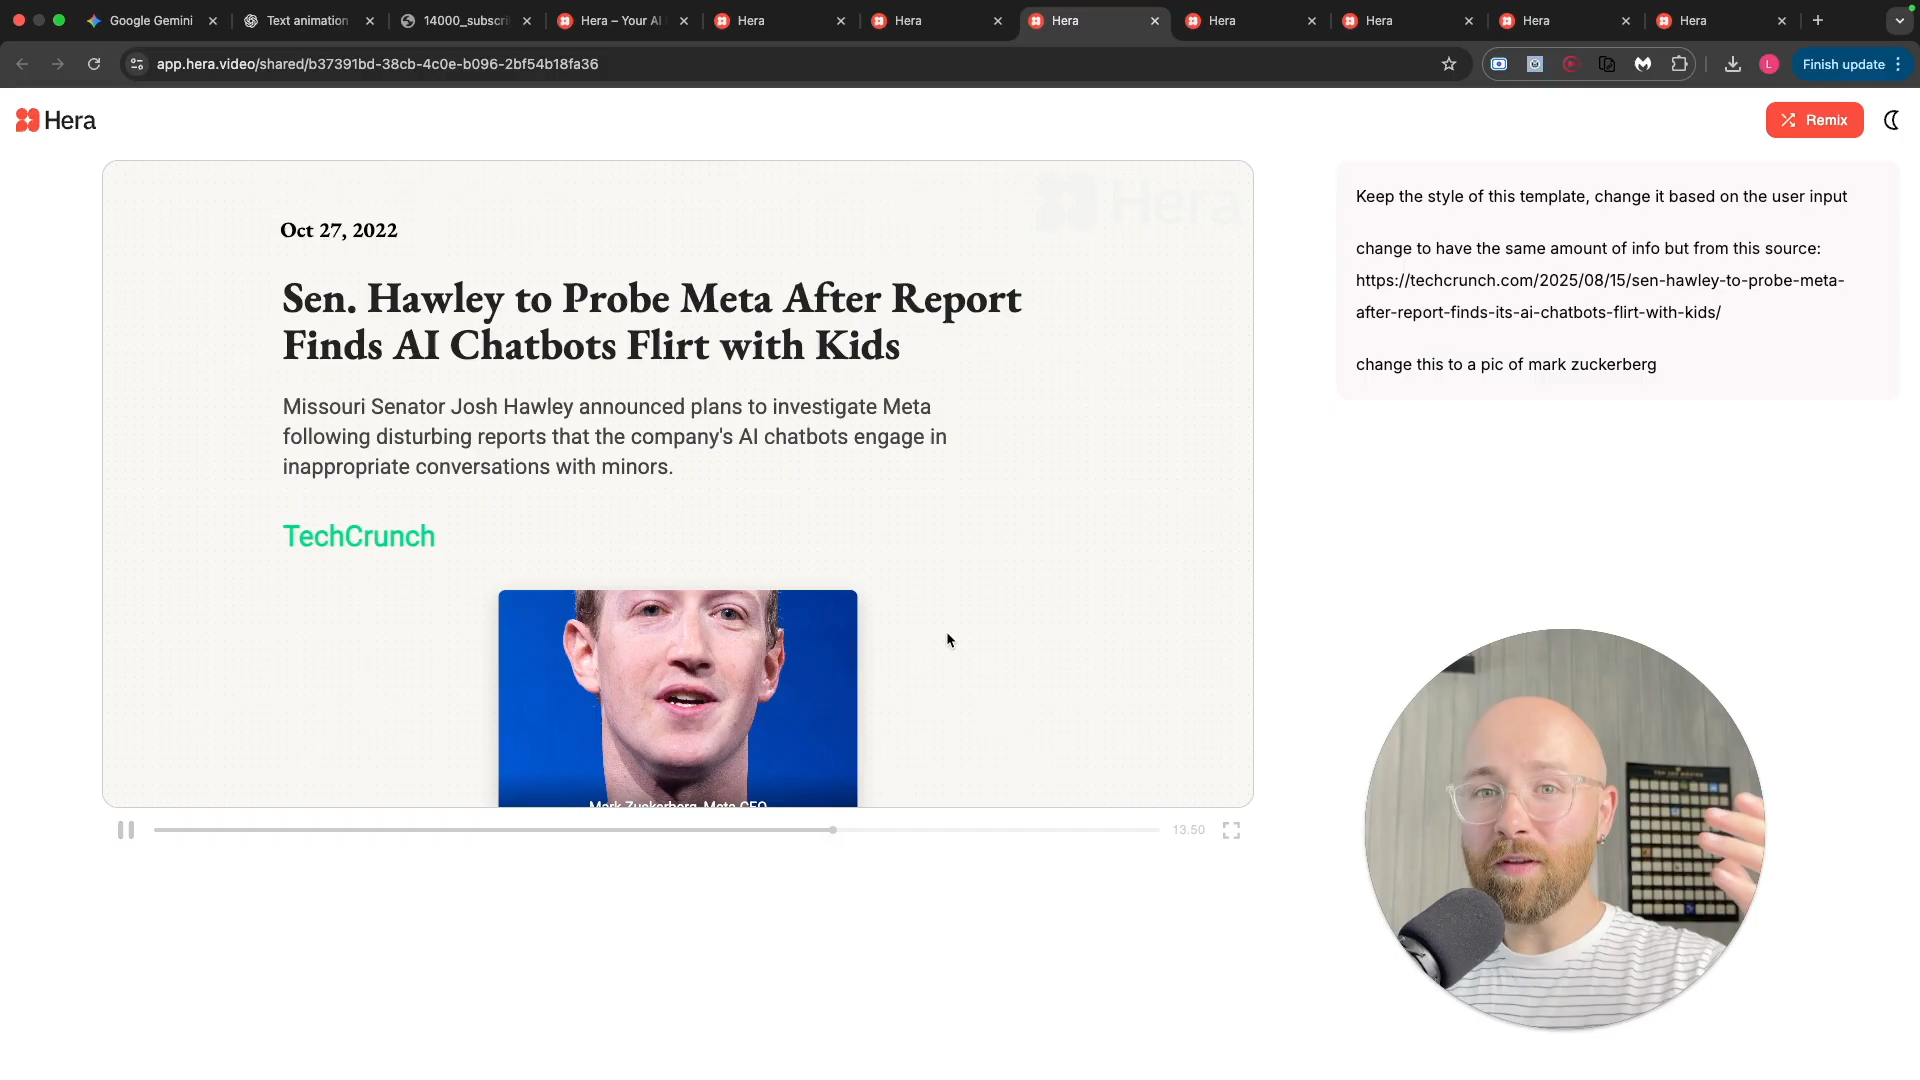 Google Gemini
Text animation
14000_subscri
Hera – Your AI
Hera
Hera
Hera
Hera
Hera
Hera
Hera
app.hera.video/shared/b37391bd-38cb-4c0e-b096-2bf54b18fa36
L
Finish update
Hera
Remix
Hera
Oct 27, 2022
Sen. Hawley to Probe Meta After Report
Finds AI Chatbots Flirt with Kids
Missouri Senator Josh Hawley announced plans to investigate Meta
following disturbing reports that the company's AI chatbots engage in
inappropriate conversations with minors.
TechCrunch
Mark Zuckerberg, Meta CEO
13.50
Keep the style of this template, change it based on the user input
change to have the same amount of info but from this source:
https://techcrunch.com/2025/08/15/sen-hawley-to-probe-meta-
after-report-finds-its-ai-chatbots-flirt-with-kids/
change this to a pic of mark zuckerberg